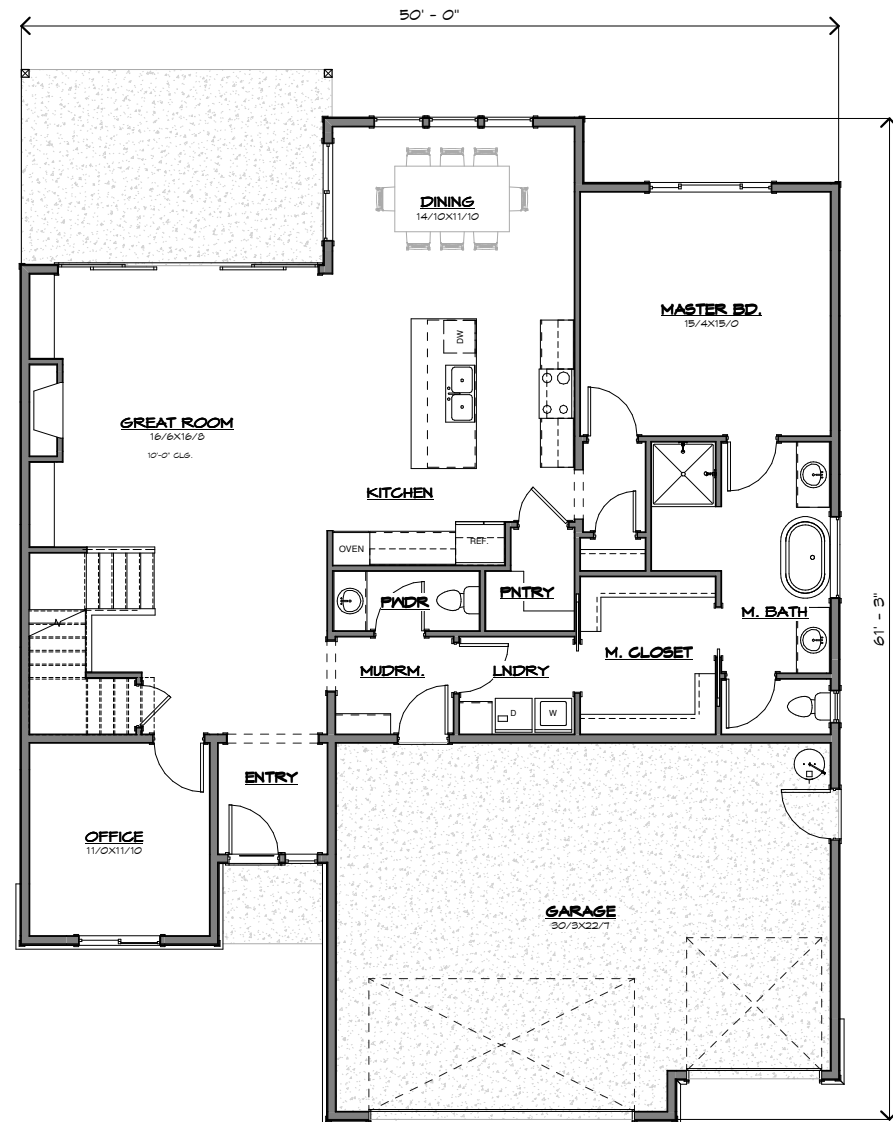 50' - 0"
DINING
14/10X11/10
MASTER BD.
15/4X15/0
DW
GREAT ROOM
16/6X16/8
10'-0" CLG.
KITCHEN
OVEN
REF.
PWDR
PNTRY
M. BATH
61' - 3"
MUDRM.
LNDRY
M. CLOSET
D
W
ENTRY
OFFICE
11/0X11/10
GARAGE
30/3X22/7